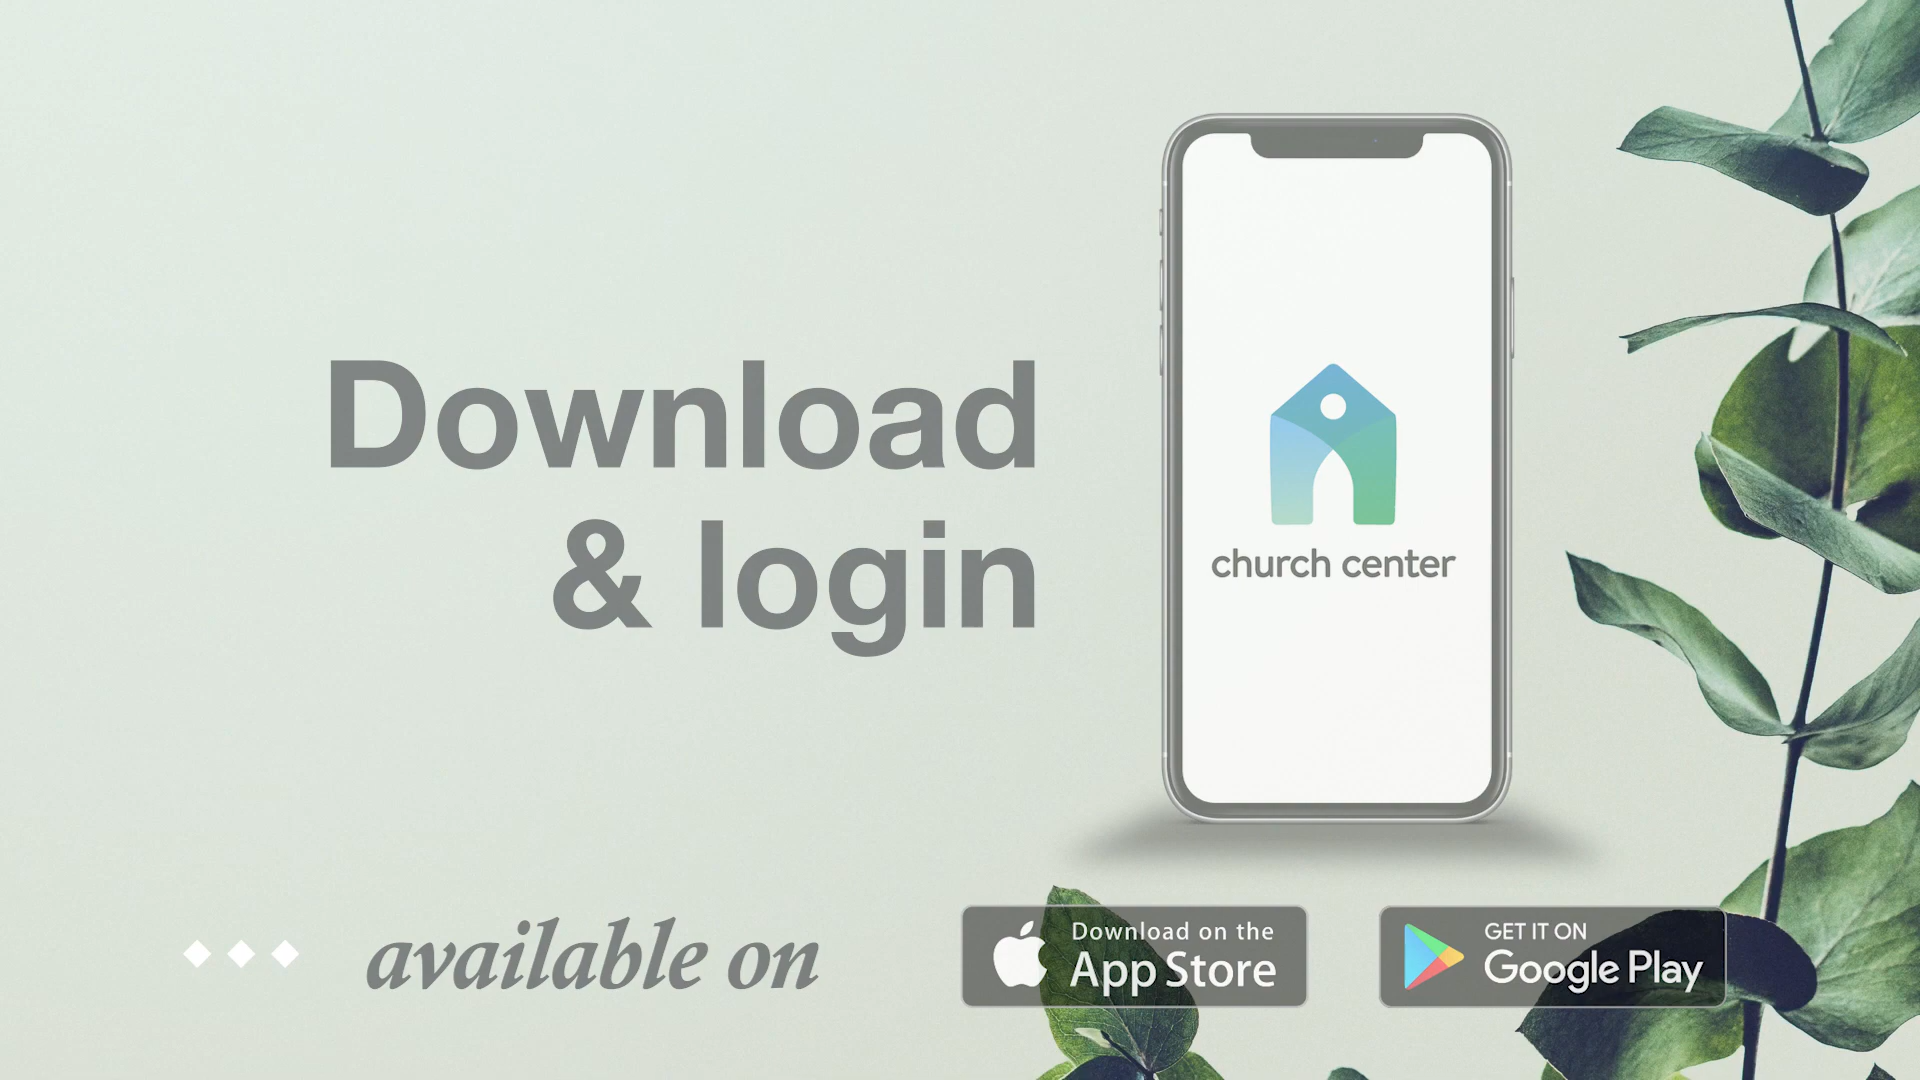 Download
& login
church center
available on
Download on the
App Store
GET IT ON
Google Play